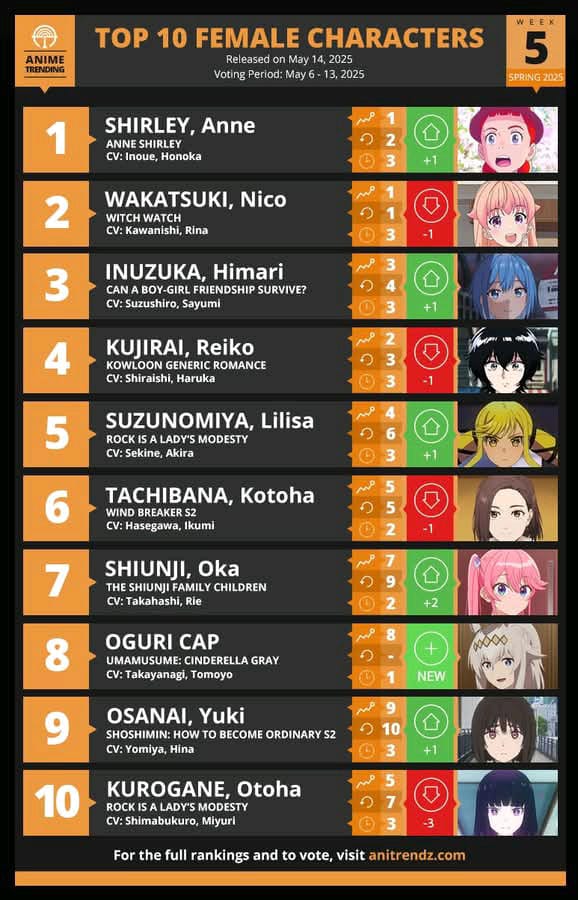 ANIME
TRENDING
TOP 10 FEMALE CHARACTERS
Released on May 14, 2025
Voting Period: May 6 - 13, 2025
WEEK
5
SPRING 2025
1
SHIRLEY, Anne
ANNE SHIRLEY
CV: Inoue, Honoka
1
2
3
+1
2
WAKATSUKI, Nico
WITCH WATCH
CV: Kawanishi, Rina
1
1
3
-1
3
INUZUKA, Himari
CAN A BOY-GIRL FRIENDSHIP SURVIVE?
CV: Suzushiro, Sayumi
3
4
3
+1
4
KUJIRAI, Reiko
KOWLOON GENERIC ROMANCE
CV: Shiraishi, Haruka
2
3
3
-1
5
SUZUNOMIYA, Lilisa
ROCK IS A LADY'S MODESTY
CV: Sekine, Akira
4
6
3
+1
6
TACHIBANA, Kotoha
WIND BREAKER S2
CV: Hasegawa, Ikumi
5
5
2
-1
7
SHIUNJI, Oka
THE SHIUNJI FAMILY CHILDREN
CV: Takahashi, Rie
7
9
2
+2
8
OGURI CAP
UMAMUSUME: CINDERELLA GRAY
CV: Takayanagi, Tomoyo
8
-
1
NEW
9
OSANAI, Yuki
SHOSHIMIN: HOW TO BECOME ORDINARY S2
CV: Yomiya, Hina
9
10
3
+1
10
KUROGANE, Otoha
ROCK IS A LADY'S MODESTY
CV: Shimabukuro, Miyuri
5
7
3
-3
For the full rankings and to vote, visit anitrendz.com